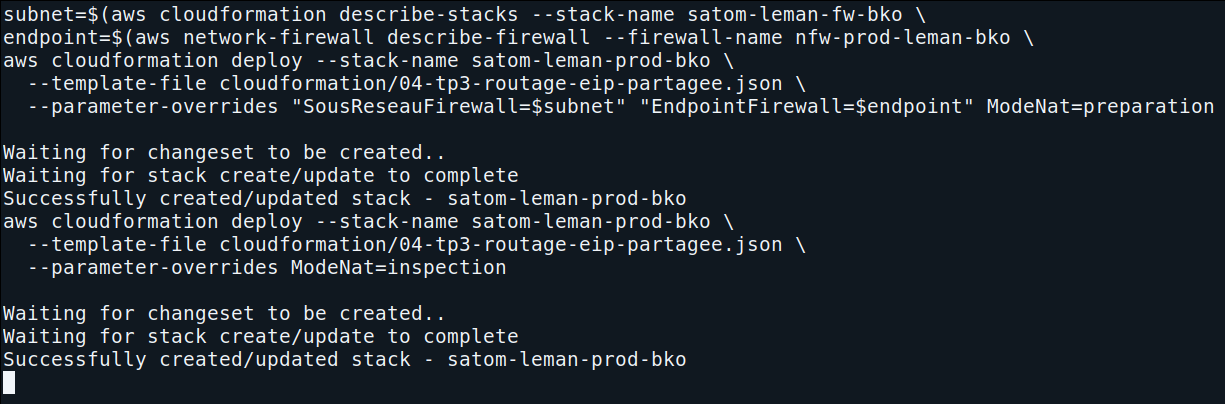 subnet=$(aws cloudformation describe-stacks --stack-name satom-leman-fw-bko \
endpoint=$(aws network-firewall describe-firewall --firewall-name nfw-prod-leman-bko \
aws cloudformation deploy --stack-name satom-leman-prod-bko \
  --template-file cloudformation/04-tp3-routage-eip-partagee.json \
  --parameter-overrides "SousReseauFirewall=$subnet" "EndpointFirewall=$endpoint" ModeNat=preparation

Waiting for changeset to be created..
Waiting for stack create/update to complete
Successfully created/updated stack - satom-leman-prod-bko
aws cloudformation deploy --stack-name satom-leman-prod-bko \
  --template-file cloudformation/04-tp3-routage-eip-partagee.json \
  --parameter-overrides ModeNat=inspection

Waiting for changeset to be created..
Waiting for stack create/update to complete
Successfully created/updated stack - satom-leman-prod-bko